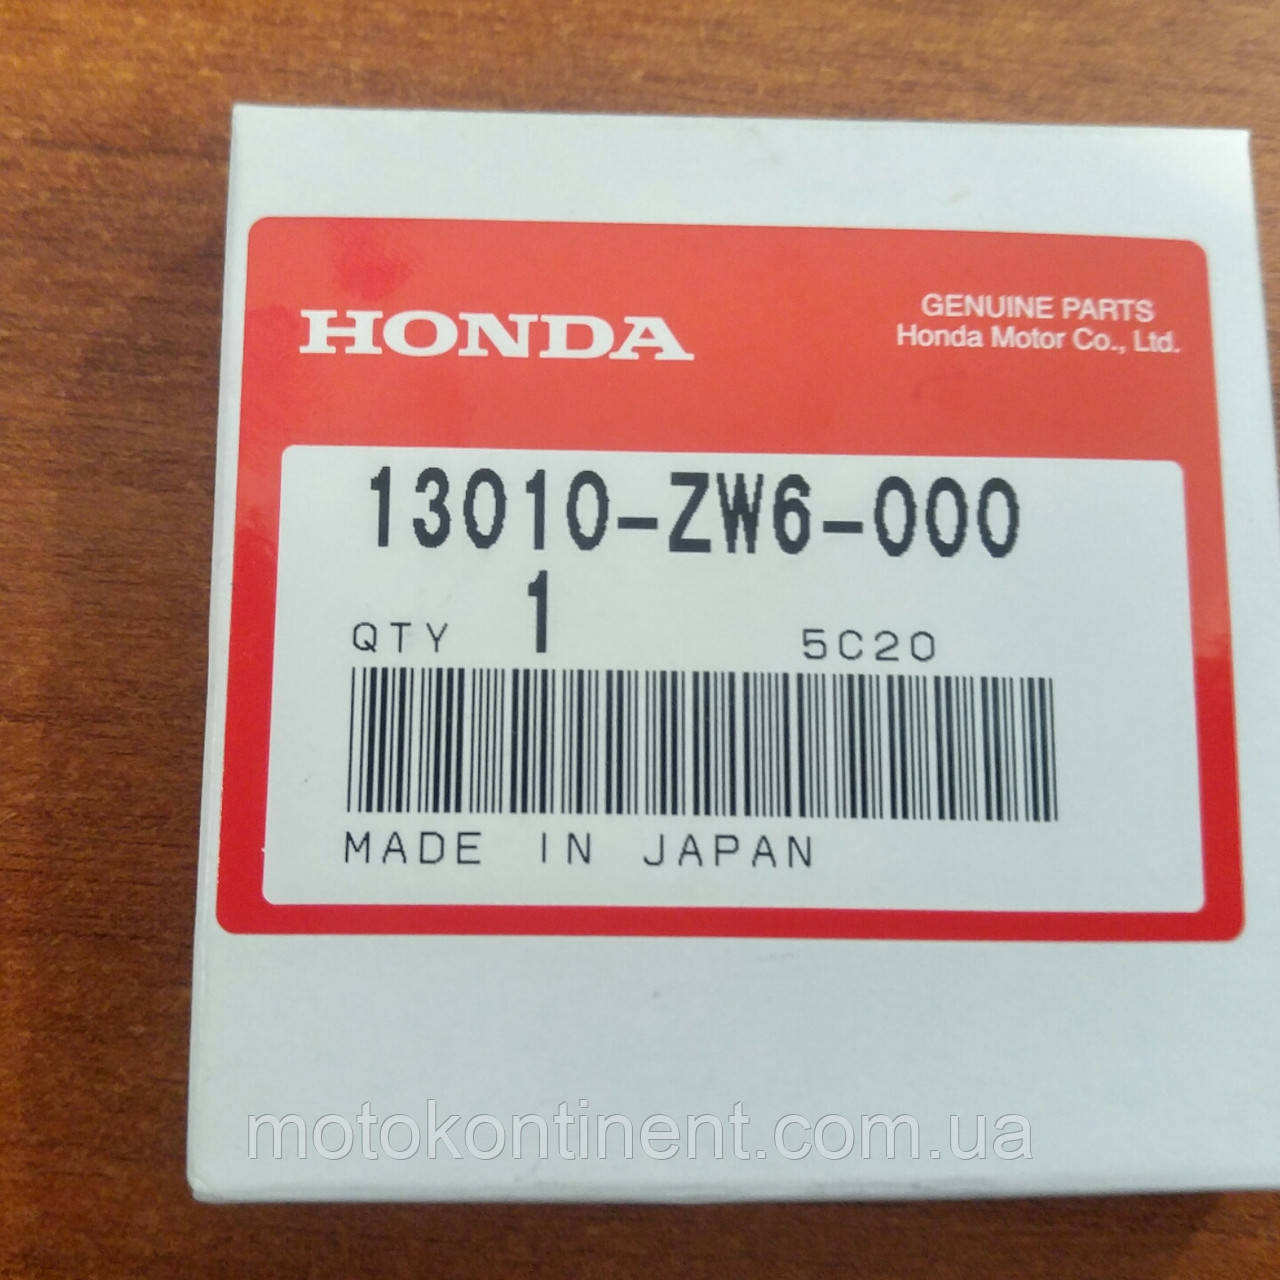 HONDA
GENUINE PARTS
Honda Motor Co., Ltd.
13010-ZW6-000
QTY 1 5C20
MADE IN JAPAN
motokontinent.com.ua